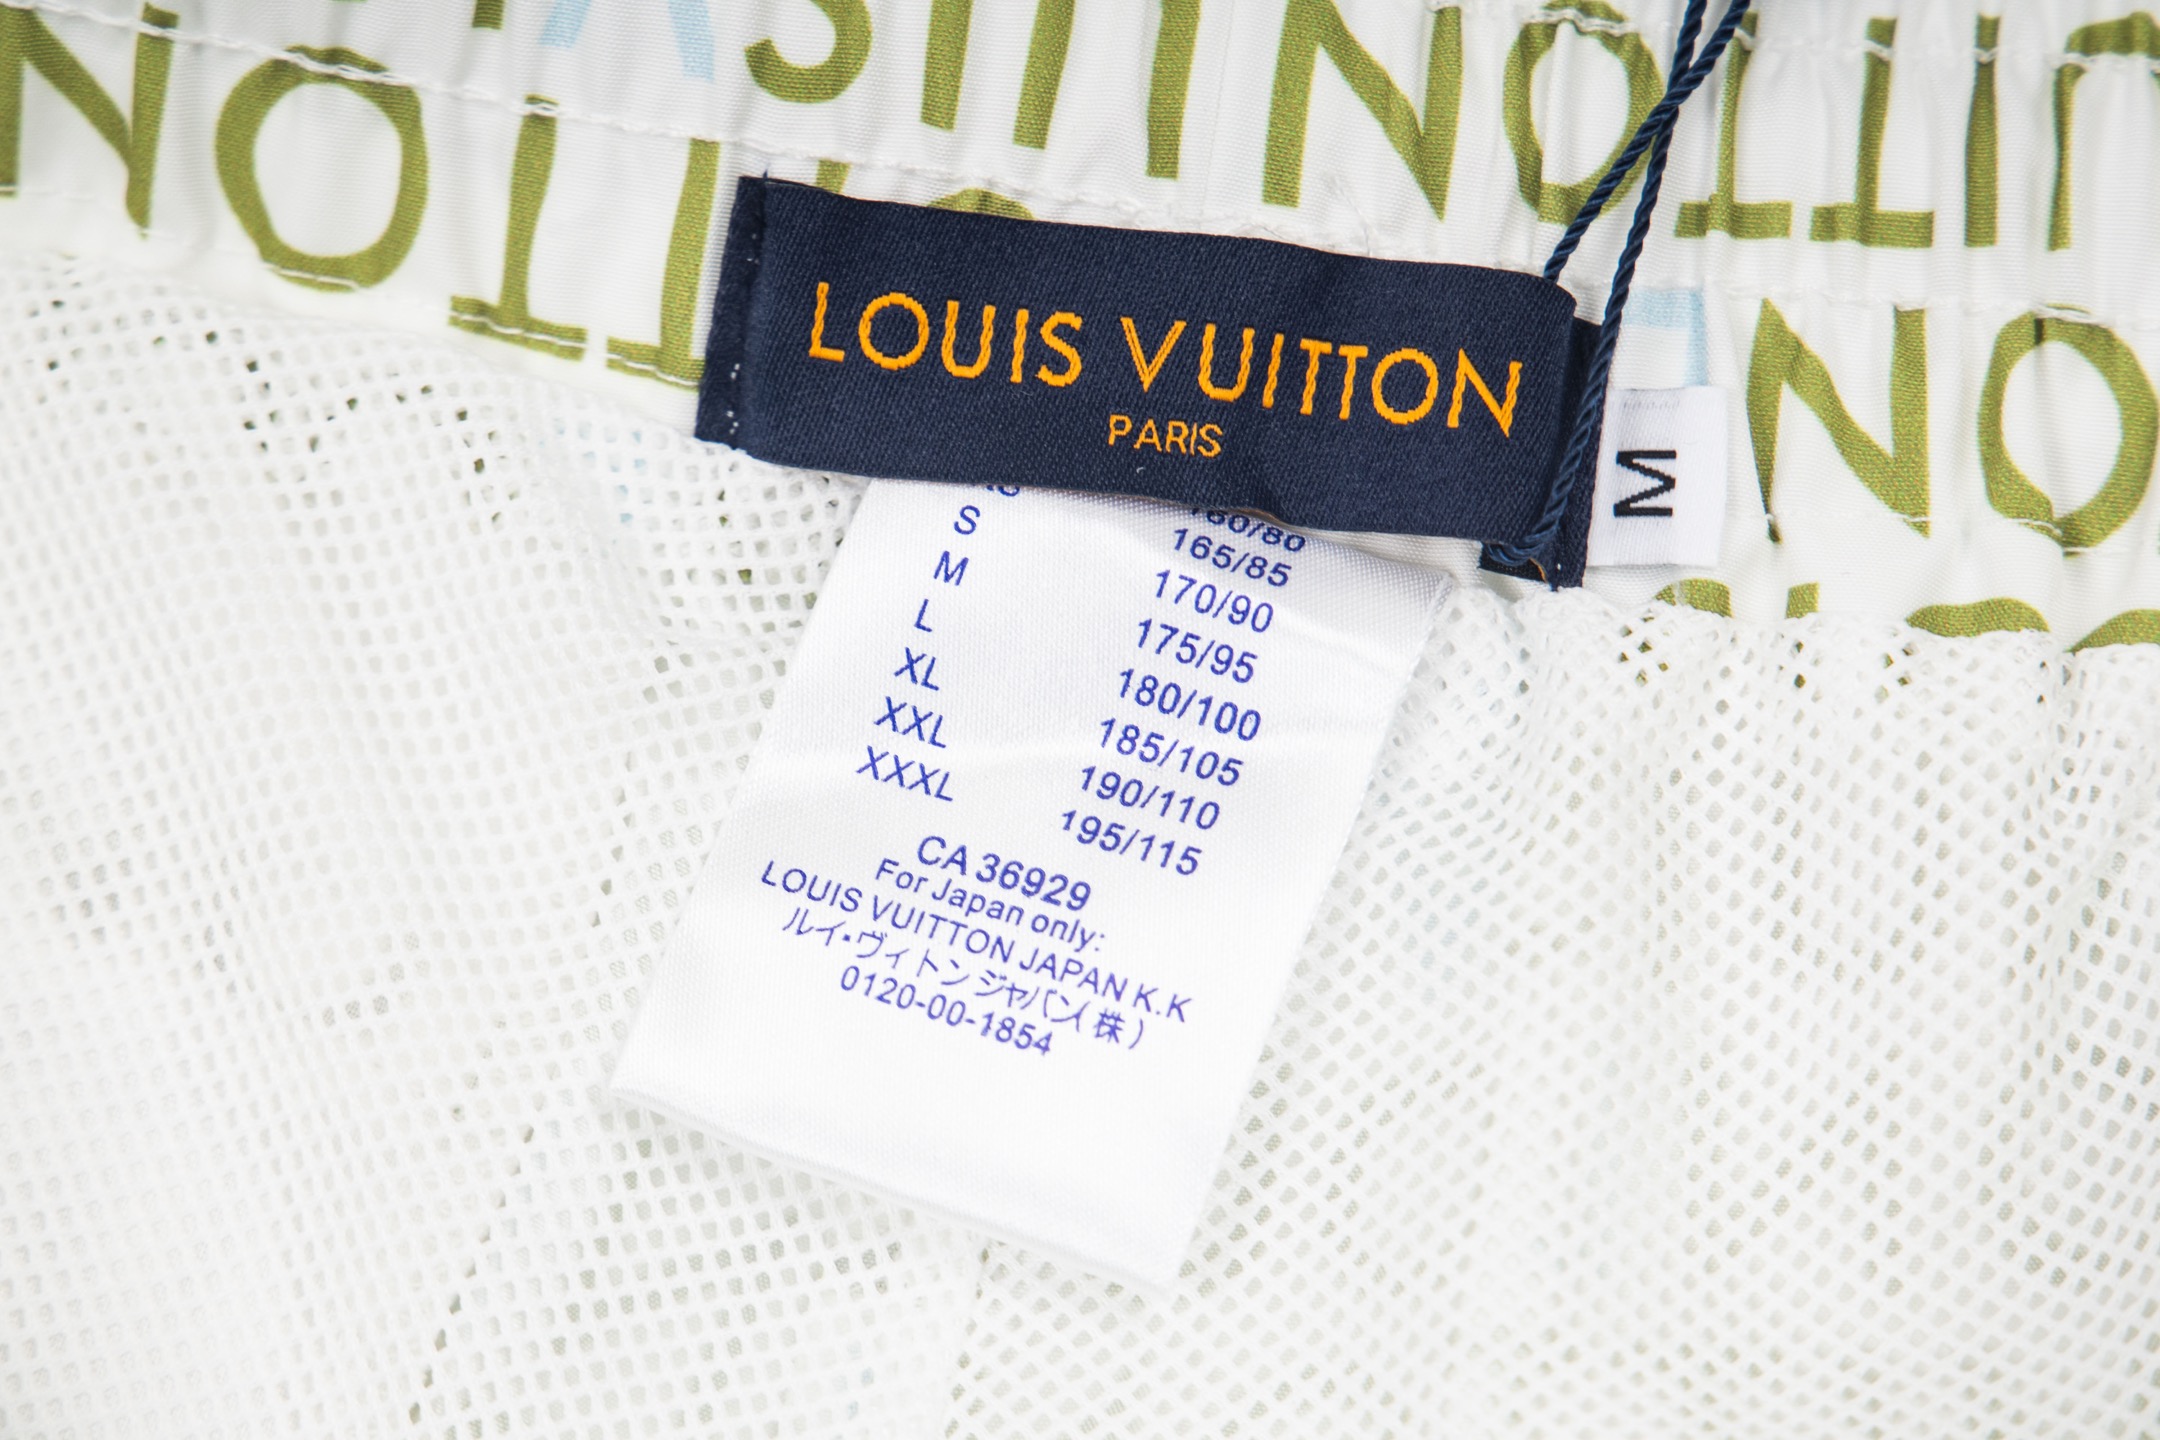 LOUIS VUITTON
PARIS
M
160/80
S 165/85
M 170/90
L 175/95
XL 180/100
XXL 185/105
XXXL 190/110
195/115
CA 36929
For Japan only:
LOUIS VUITTON JAPAN K.K
ルイ・ヴィトンジャパン(株)
0120-00-1854